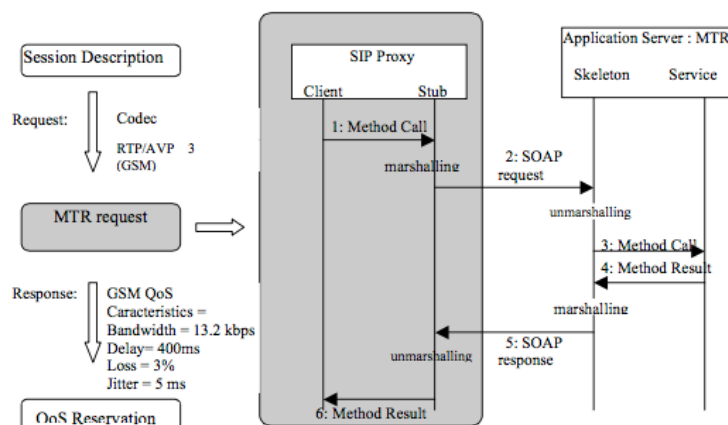 Session Description
Request:
Codec
RTP/AVP 3
(GSM)
MTR request
Response:
GSM QoS
Caracteristics =
Bandwidth = 13.2 kbps
Delay= 400ms
Loss = 3%
Jitter = 5 ms
QoS Reservation
SIP Proxy
Client
Stub
1: Method Call
marshalling
2: SOAP
request
Application Server : MTR
Skeleton
Service
unmarshalling
3: Method Call
4: Method Result
marshalling
5: SOAP
response
unmarshalling
6: Method Result